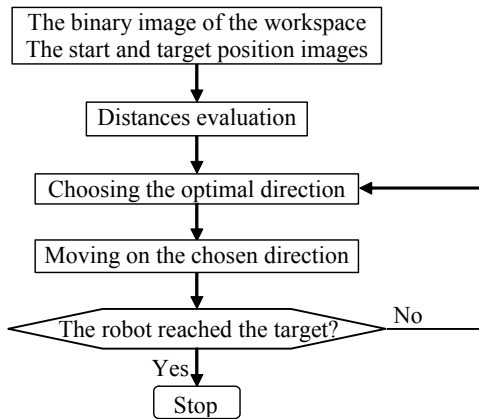 The binary image of the workspace
The start and target position images
Distances evaluation
Choosing the optimal direction
Moving on the chosen direction
The robot reached the target?
No
Yes
Stop